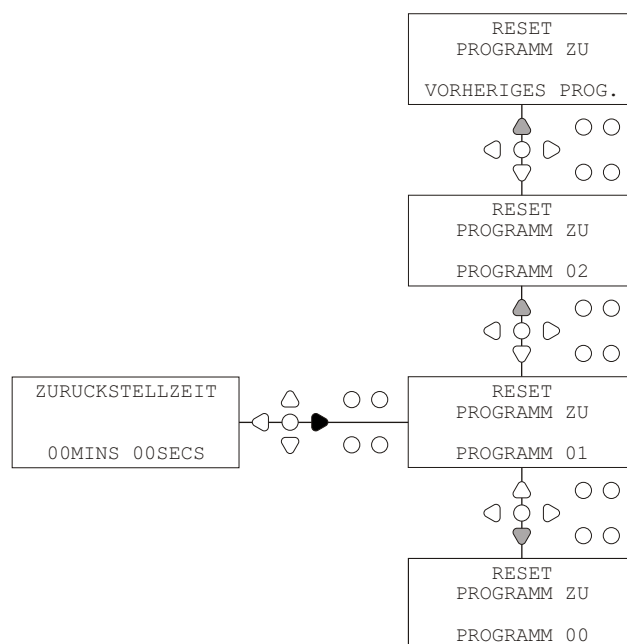 RESET
PROGRAMM ZU
VORHERIGES PROG.
RESET
PROGRAMM ZU
PROGRAMM 02
ZURUCKSTELLZEIT
00MINS 00SECS
RESET
PROGRAMM ZU
PROGRAMM 01
RESET
PROGRAMM ZU
PROGRAMM 00